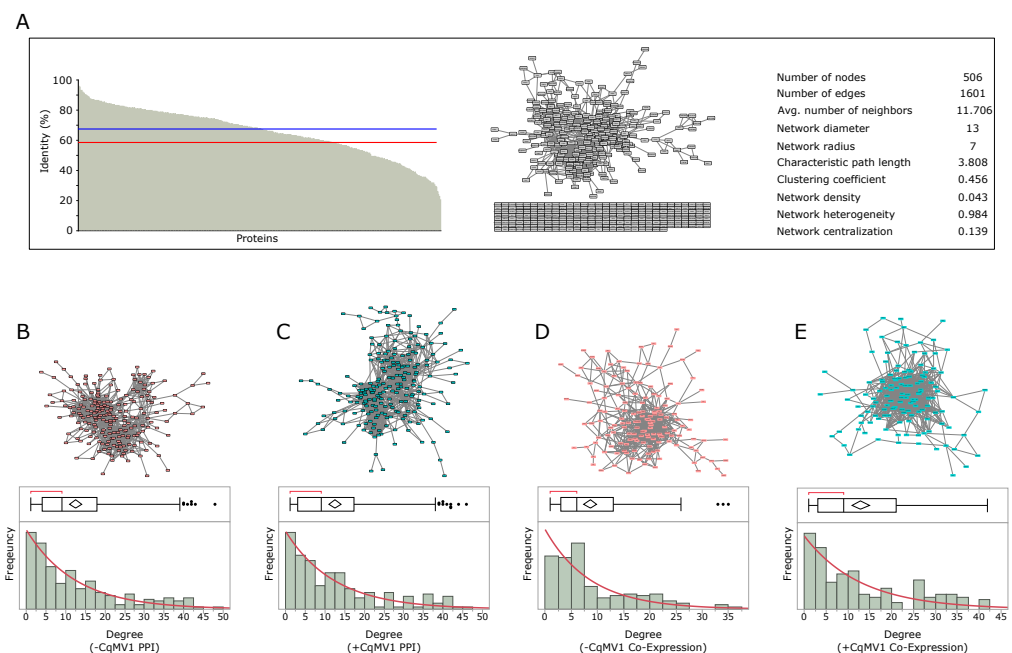 A
100
80
60
40
20
0
Identity (%)
Proteins
Number of nodes 506
Number of edges 1601
Avg. number of neighbors 11.706
Network diameter 13
Network radius 7
Characteristic path length 3.808
Clustering coefficient 0.456
Network density 0.043
Network heterogeneity 0.984
Network centralization 0.139
B
C
D
E
Freqeuncy
0 5 10 15 20 25 30 35 40 45 50
Degree
(-CqMV1 PPI)
Freqeuncy
0 5 10 15 20 25 30 35 40 45 50
Degree
(+CqMV1 PPI)
Freqeuncy
0 5 10 15 20 25 30 35
Degree
(-CqMV1 Co-Expression)
Freqeuncy
0 5 10 15 20 25 30 35 40 45
Degree
(+CqMV1 Co-Expression)